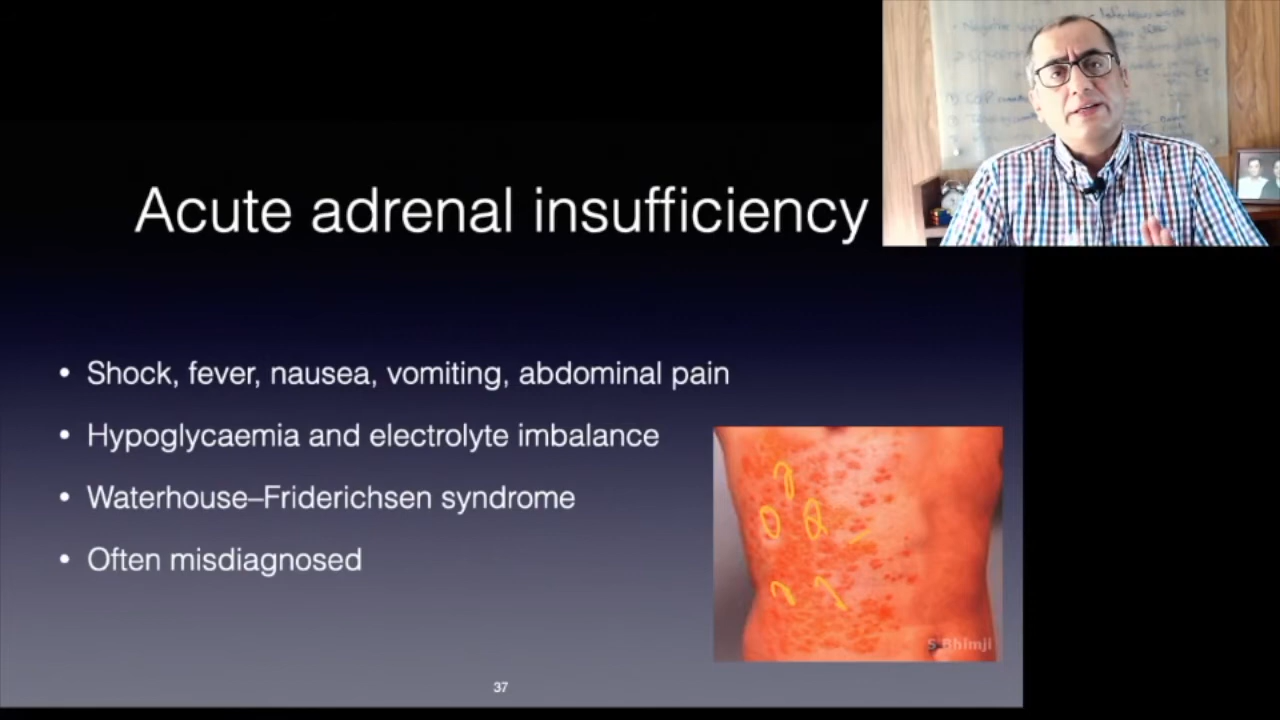 Acute adrenal insufficiency
• Shock, fever, nausea, vomiting, abdominal pain
• Hypoglycaemia and electrolyte imbalance
• Waterhouse–Friderichsen syndrome
• Often misdiagnosed
S Bhimji
37